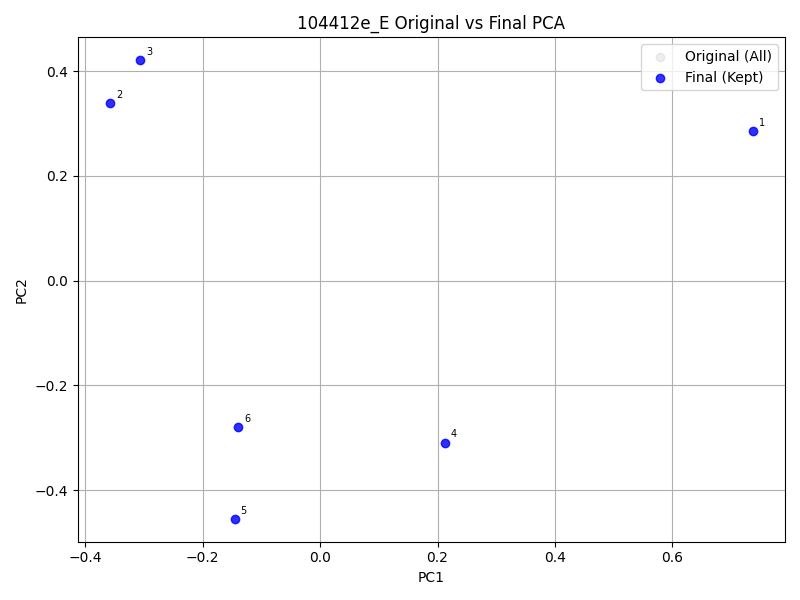 104412e_E Original vs Final PCA
Original (All)
Final (Kept)
3
2
1
6
4
5
0.4
0.2
0.0
−0.2
−0.4
PC2
−0.4 −0.2 0.0 0.2 0.4 0.6
PC1